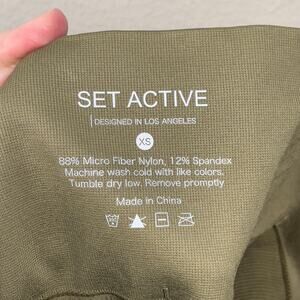 SET ACTIVE
DESIGNED IN LOS ANGELES
XS
88% Micro Fiber Nylon, 12% Spandex
Machine wash cold with like colors.
Tumble dry low. Remove promptly
Made in China